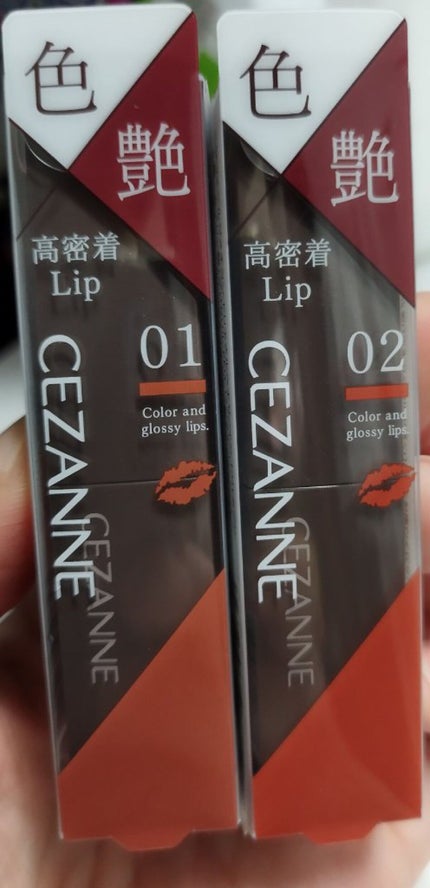 色
艶
高密着
Lip
01
Color and
glossy lips.
CEZANNE
CEZANNE
色
艶
高密着
Lip
02
Color and
glossy lips.
CEZANNE
CEZANNE